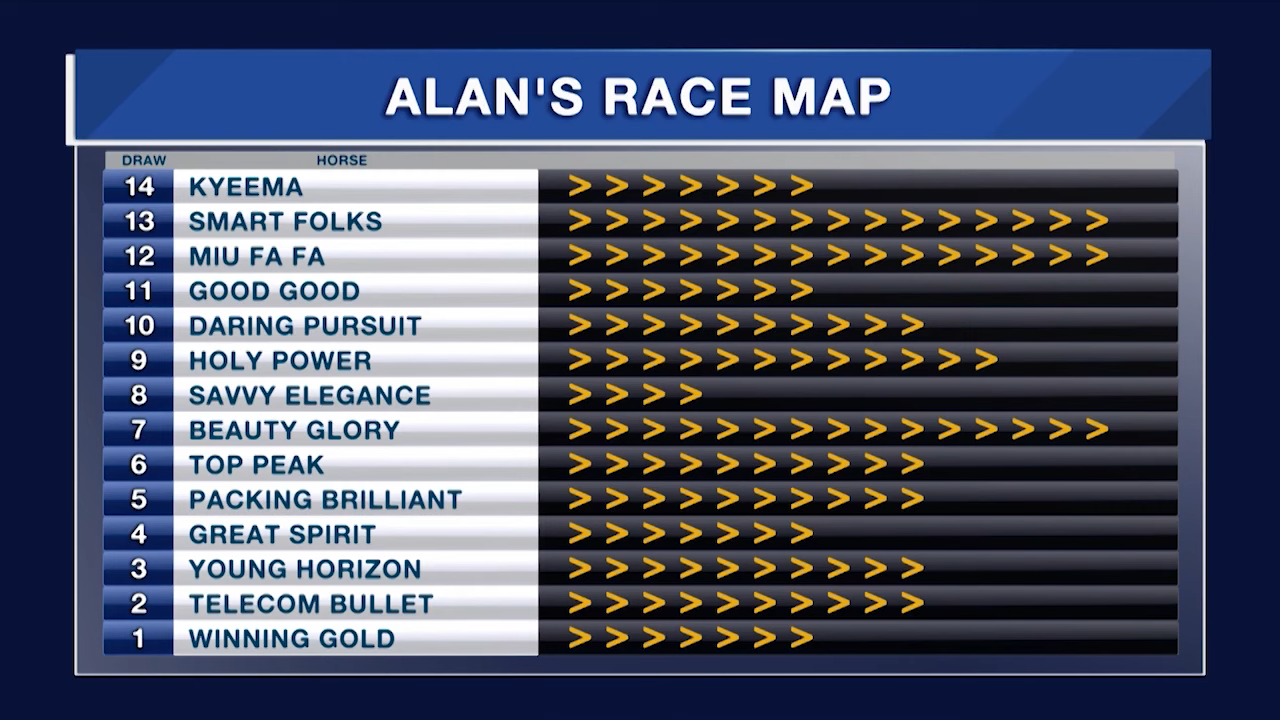 ALAN'S RACE MAP
DRAW HORSE
14 KYEEMA > > > > > > >
13 SMART FOLKS > > > > > > > > > > > > > > >
12 MIU FA FA > > > > > > > > > > > > > > >
11 GOOD GOOD > > > > > > >
10 DARING PURSUIT > > > > > > > > > >
9 HOLY POWER > > > > > > > > > > > >
8 SAVVY ELEGANCE > > > >
7 BEAUTY GLORY > > > > > > > > > > > > > > >
6 TOP PEAK > > > > > > > > > >
5 PACKING BRILLIANT > > > > > > > > > >
4 GREAT SPIRIT > > > > > > >
3 YOUNG HORIZON > > > > > > > > > >
2 TELECOM BULLET > > > > > > > > > >
1 WINNING GOLD > > > > > > >